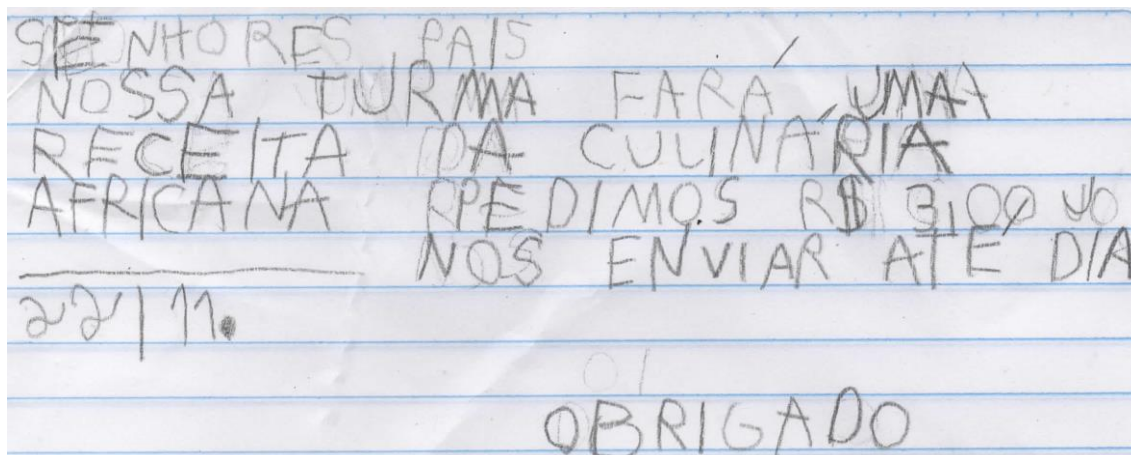 SENHORES PAIS
NOSSA TURMA FARÁ UMA
RECEITA DA CULINÁRIA
AFRICANA PEDIMOS R$ 3,00
NOS ENVIAR ATÉ DIA
22/11.
OBRIGADO